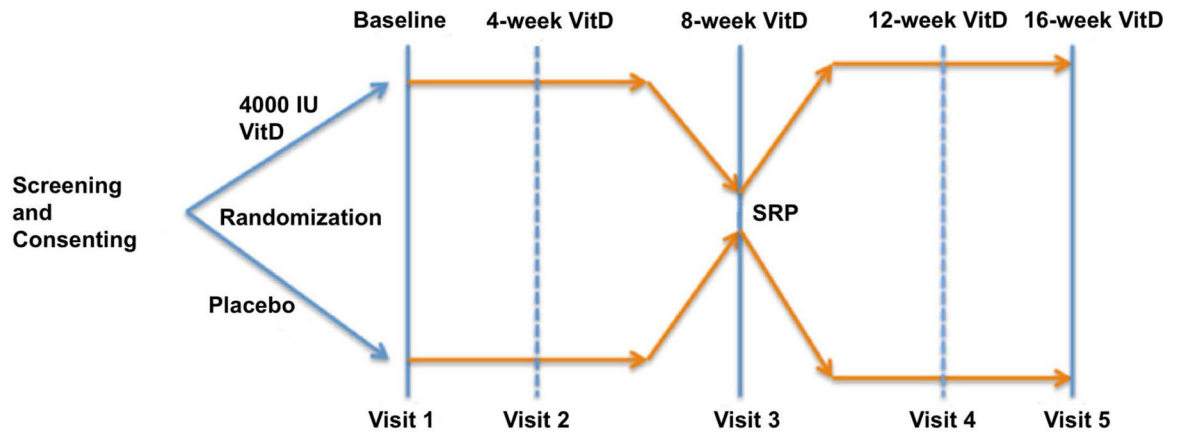 Baseline
4-week VitD
8-week VitD
12-week VitD
16-week VitD
4000 IU
VitD
Screening
and
Consenting
Randomization
SRP
Placebo
Visit 1
Visit 2
Visit 3
Visit 4
Visit 5